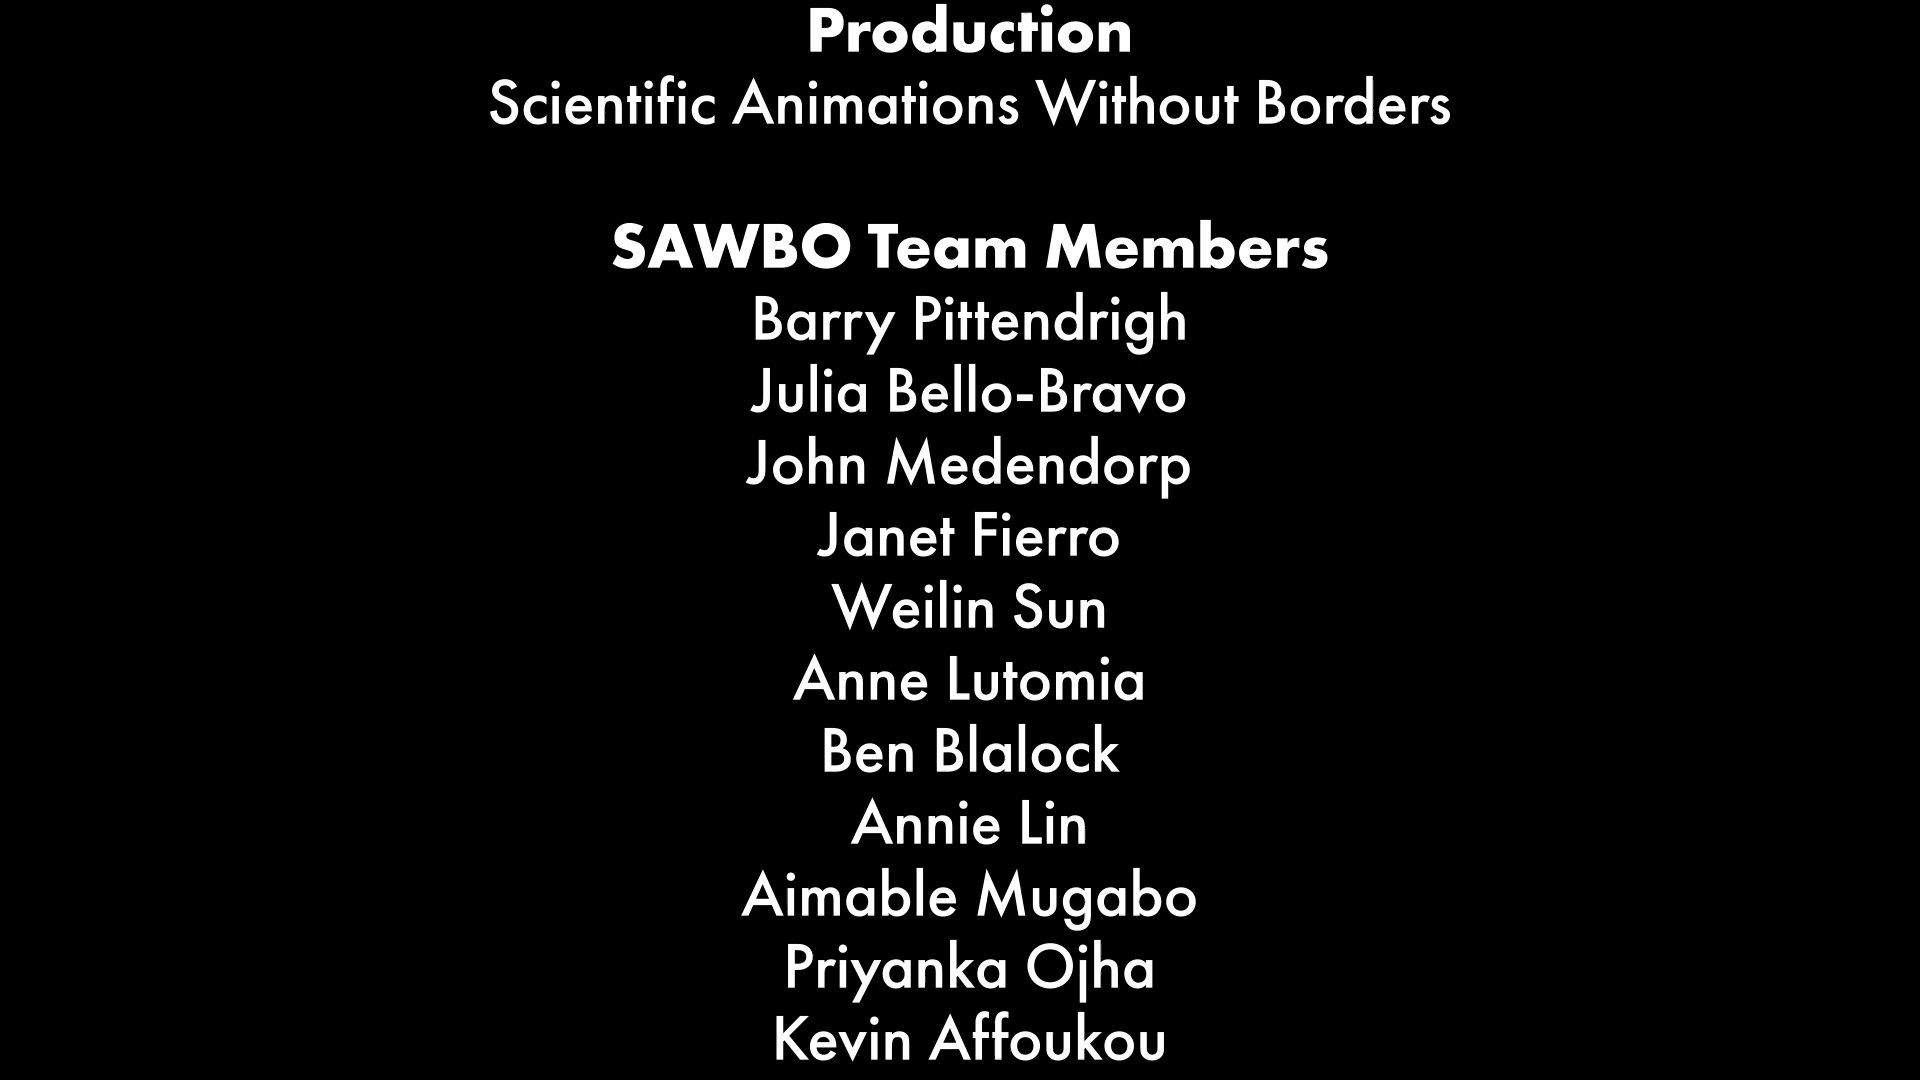 Production
Scientific Animations Without Borders
SAWBO Team Members
Barry Pittendrigh
Julia Bello-Bravo
John Medendorp
Janet Fierro
Weilin Sun
Anne Lutomia
Ben Blalock
Annie Lin
Aimable Mugabo
Priyanka Ojha
Kevin Affoukou